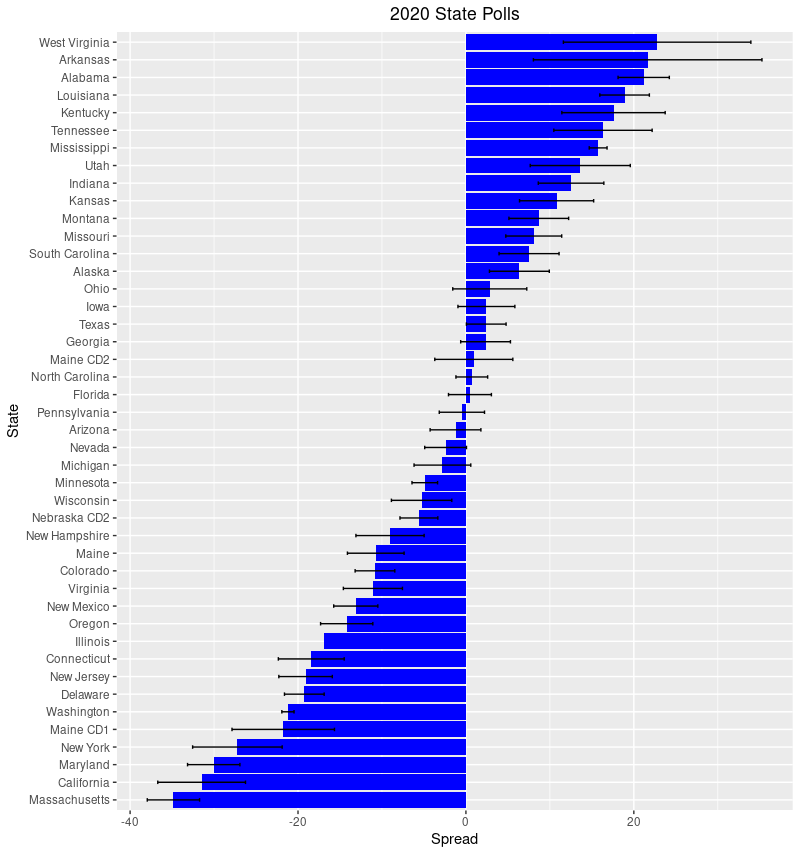 2020 State Polls
State
West Virginia
Arkansas
Alabama
Louisiana
Kentucky
Tennessee
Mississippi
Utah
Indiana
Kansas
Montana
Missouri
South Carolina
Alaska
Ohio
Iowa
Texas
Georgia
Maine CD2
North Carolina
Florida
Pennsylvania
Arizona
Nevada
Michigan
Minnesota
Wisconsin
Nebraska CD2
New Hampshire
Maine
Colorado
Virginia
New Mexico
Oregon
Illinois
Connecticut
New Jersey
Delaware
Washington
Maine CD1
New York
Maryland
California
Massachusetts
-40 -20 0 20
Spread